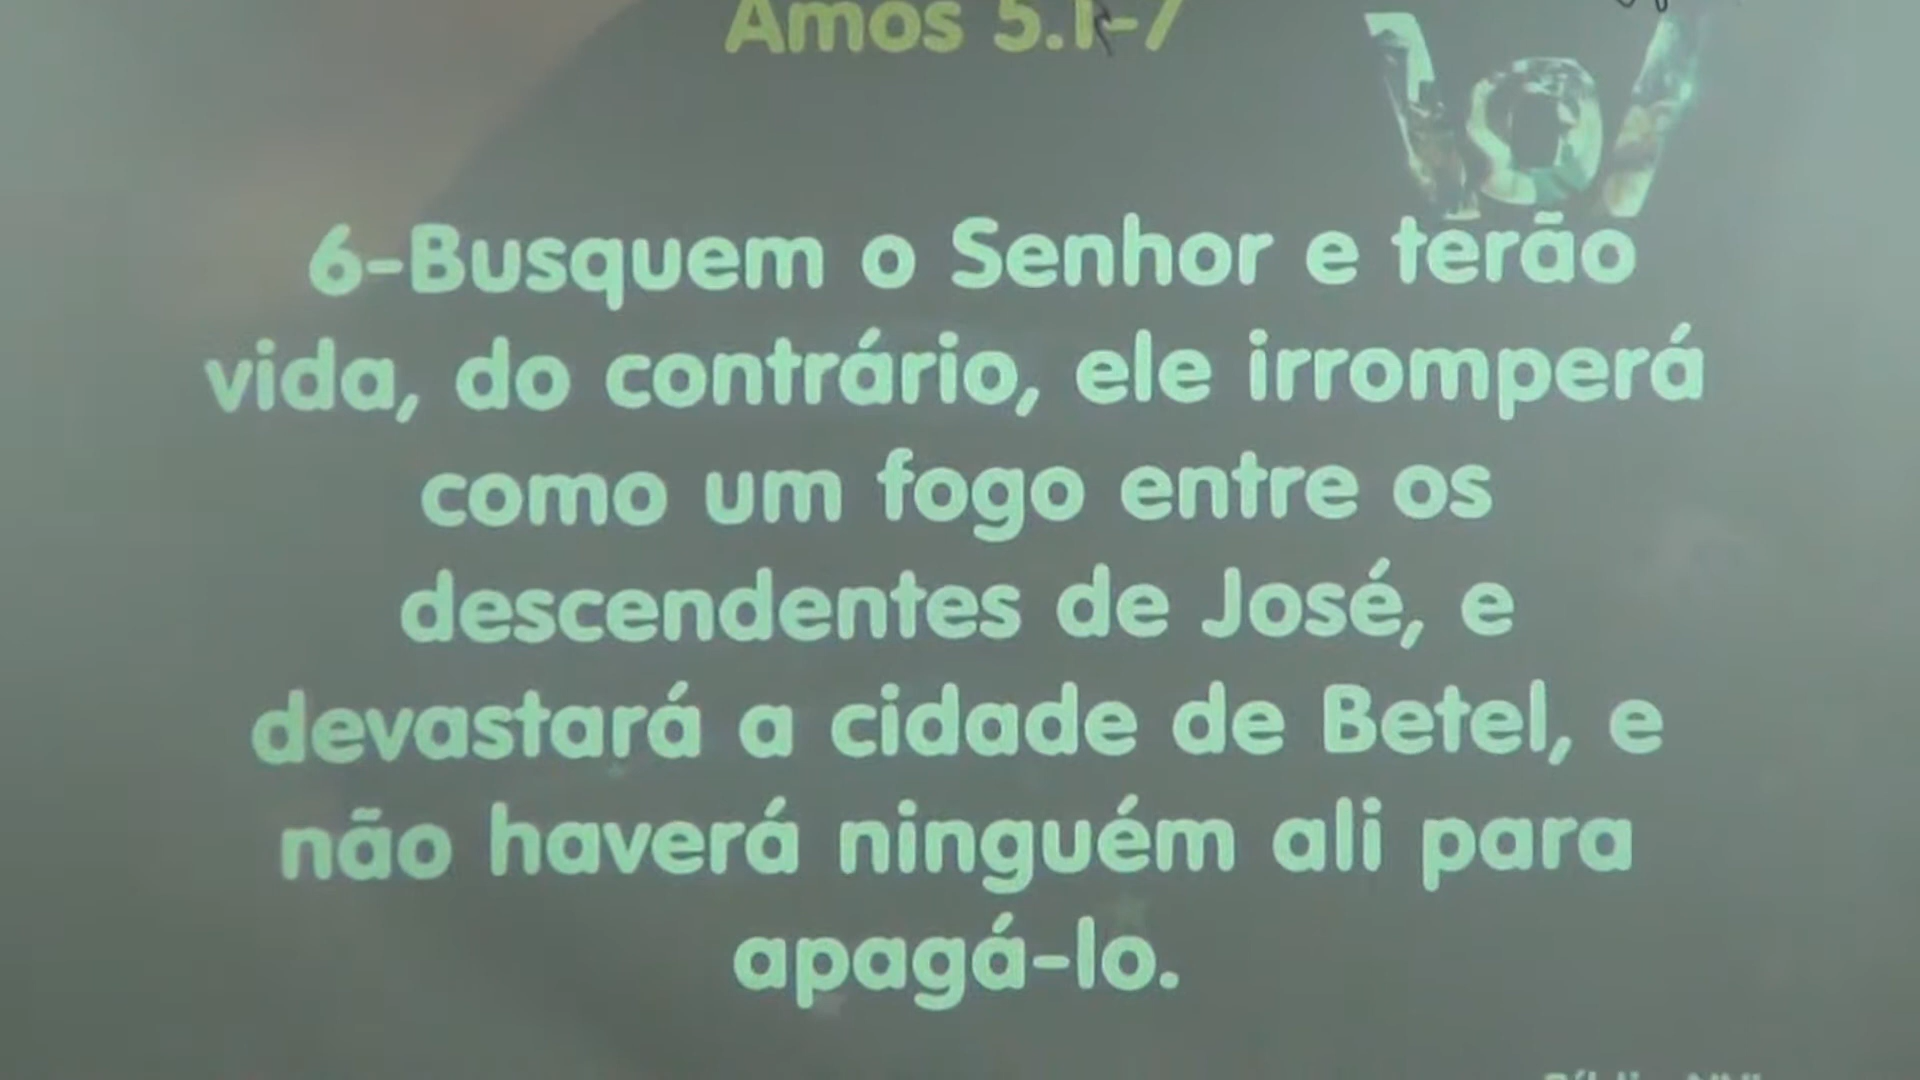 Amos 5.1-7
6-Busquem o Senhor e terão
vida, do contrário, ele irromperá
como um fogo entre os
descendentes de José, e
devastará a cidade de Betel, e
não haverá ninguém ali para
apagá-lo.